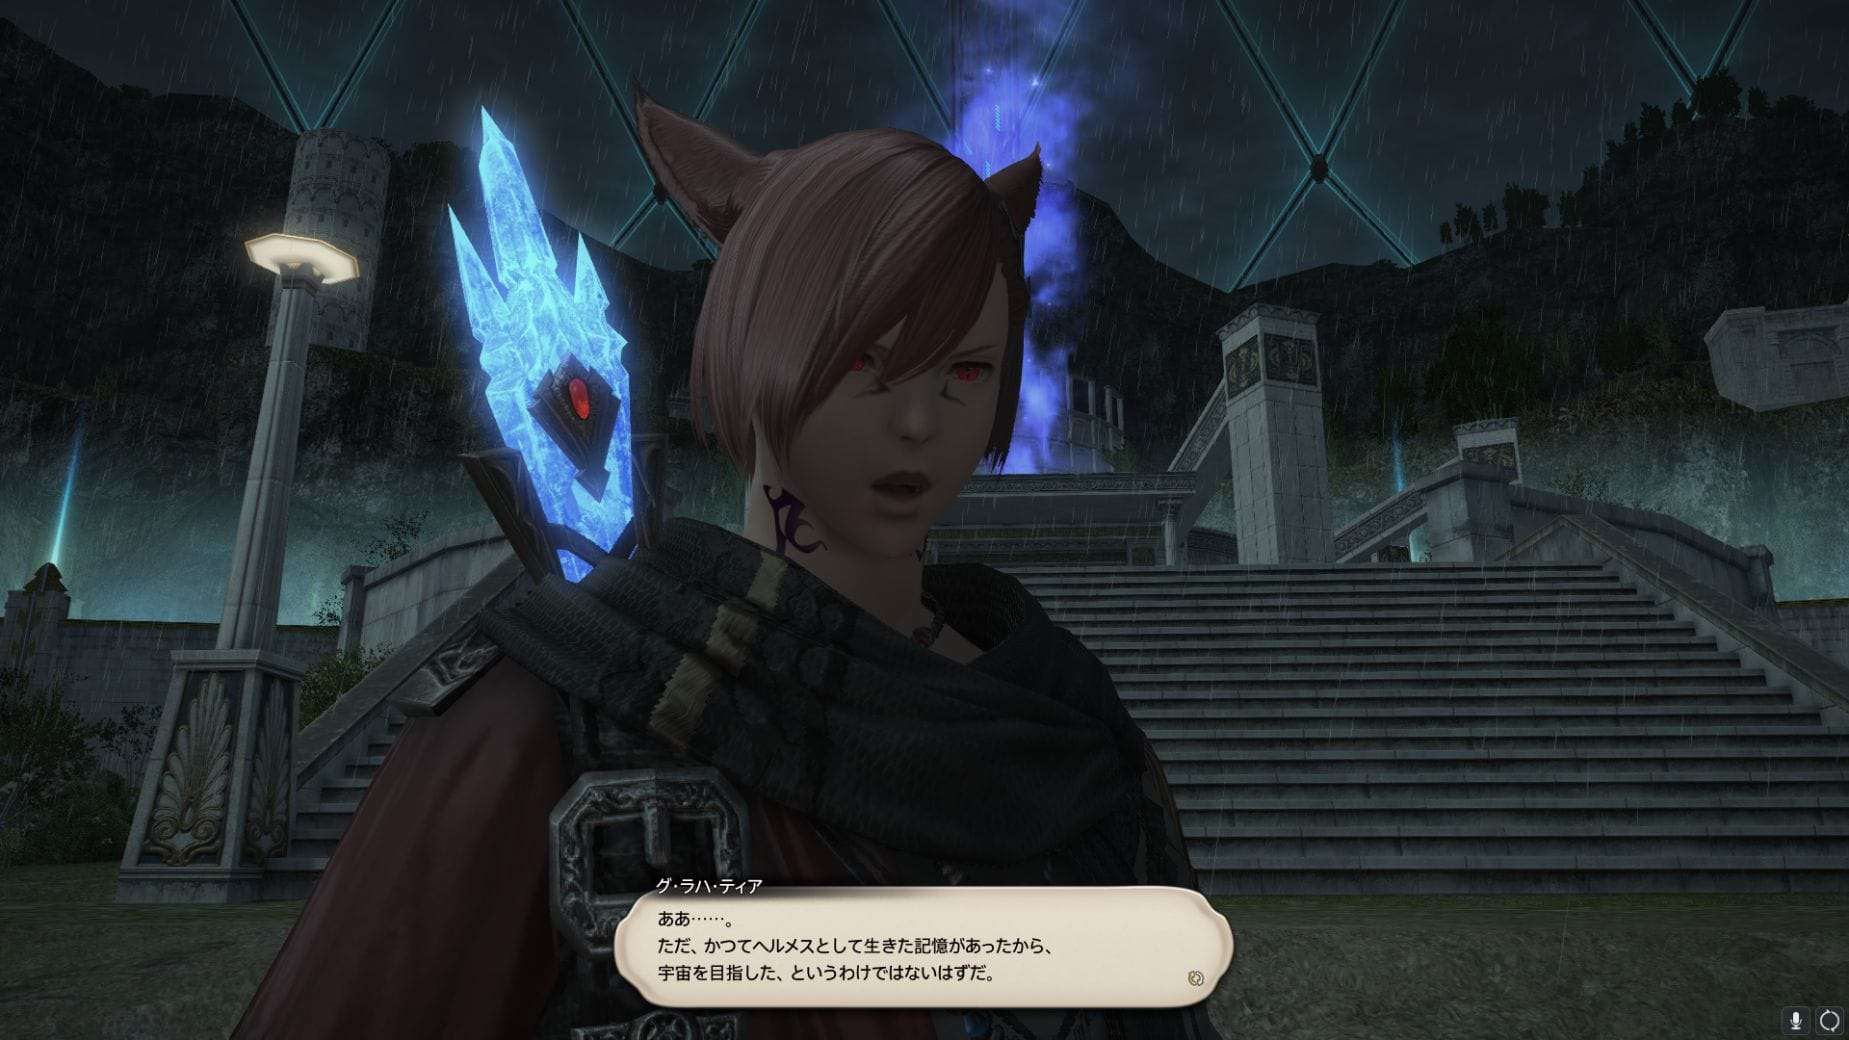 グ・ラハ・ティア
ああ……。
ただ、かつてヘルメスとして生きた記憶があったから、
宇宙を目指した、というわけではないはずだ。